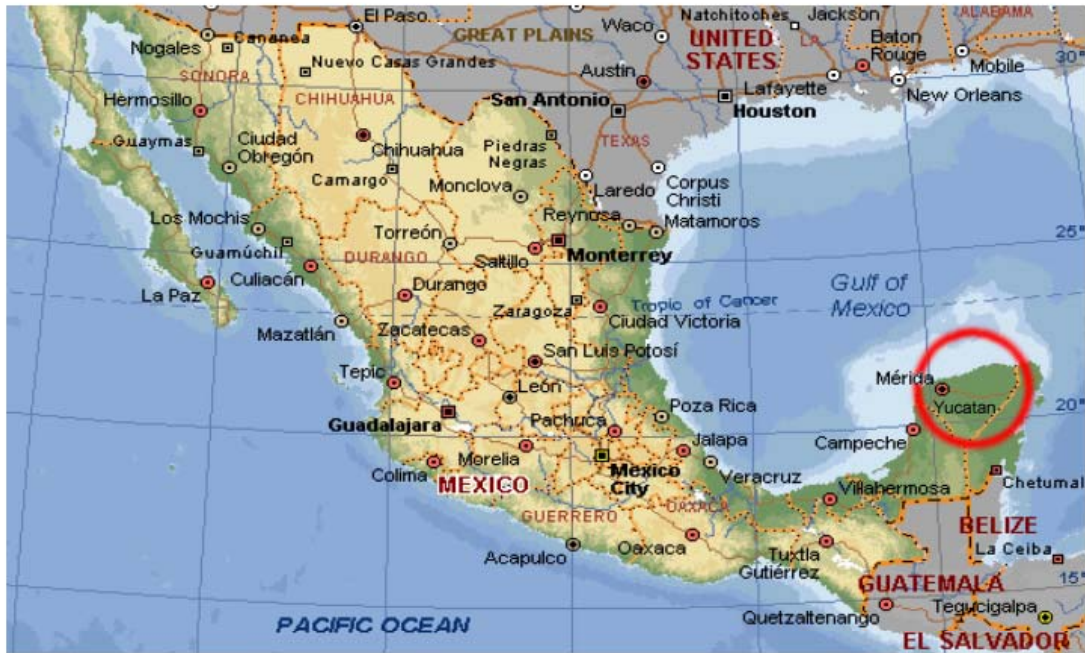 El Paso
Waco
Natchitoches
Jackson
ALABAMA
Nogales
Cananea
GREAT PLAINS
UNITED
STATES
LA
Baton
Rouge
Mobile
30°
Nuevo Casas Grandes
SONORA
Austin
Lafayette
New Orleans
Hermosillo
CHIHUAHUA
San Antonio
Houston
Guaymas
Ciudad
Obregón
Chihuahua
Piedras
Negras
TEXAS
Camargo
Monclova
Laredo
Corpus
Christi
Los Mochis
Reynosa
Matamoros
Torreón
25°
Guamúchil
DURANGO
Saltillo
Monterrey
Culiacán
La Paz
Durango
Zaragoza
Tropic of Cancer
Gulf of
Mexico
Ciudad Victoria
Mazatlán
Zacatecas
San Luis Potosí
Tepic
León
Mérida
Yucatan
20°
Guadalajara
Pachuca
Poza Rica
Campeche
Colima
Morelia
Jalapa
MEXICO
Mexico
City
Veracruz
Villahermosa
Chetumal
GUERRERO
OAXACA
BELIZE
Acapulco
Oaxaca
Tuxtla
Gutiérrez
La Ceiba
GUATEMALA
15°
Quetzaltenango
Tegucigalpa
PACIFIC OCEAN
EL SALVADOR